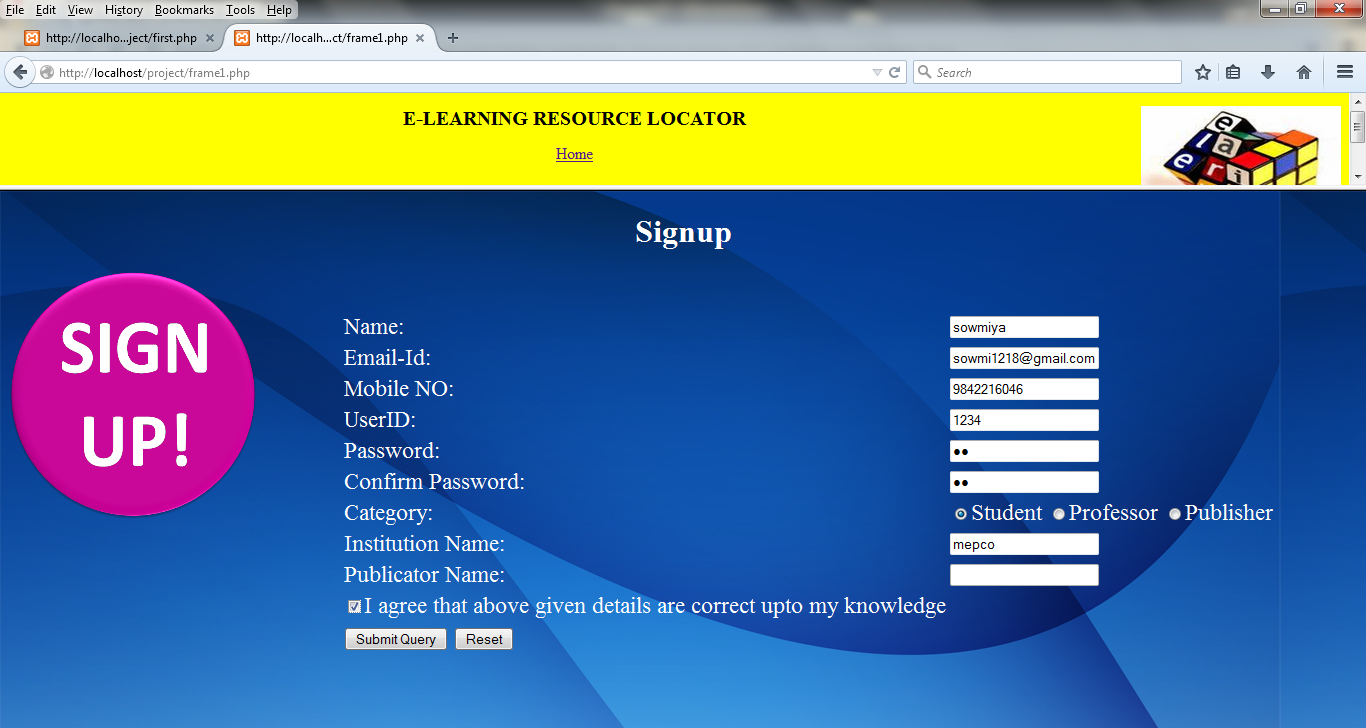 File Edit View History Bookmarks Tools Help
http://localho...ject/first.php × http://localh...ct/frame1.php × +
http://localhost/project/frame1.php Search
E-LEARNING RESOURCE LOCATOR
Home
e
l a
e e r i
Signup
SIGN
UP!
Name: sowmiya
Email-Id: sowmi1218@gmail.com
Mobile NO: 9842216046
UserID: 1234
Password: ●●
Confirm Password: ●●
Category: Student Professor Publisher
Institution Name: mepco
Publicator Name:
I agree that above given details are correct upto my knowledge
Submit Query Reset